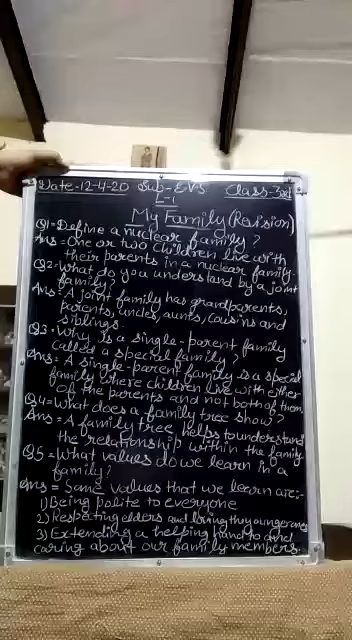 Date-12-4-20 Sub-E.V.S Class-3rd
L-1
My Family (Revision)
Q1=Define a nuclear family?
Ans=One or two children live with
their parents in a nuclear family.
Q2=What do you understand by a joint
family?
Ans=A joint family has grandparents,
parents, uncles, aunts, cousins and
siblings.
Q3=Why is a single-parent family
called a special family?
Ans=A single-parent family is a special
family where children live with either
of the parents and not both of them
Q4=What does a family tree show?
Ans=A family tree helps to understand
the relationship within the family
Q5=What values do we learn in a
family?
Ans=Some values that we learn are:-
1) Being polite to everyone
2) Respecting elders and loving the younger ones
3) Extending a helping hand to and
caring about our family members.